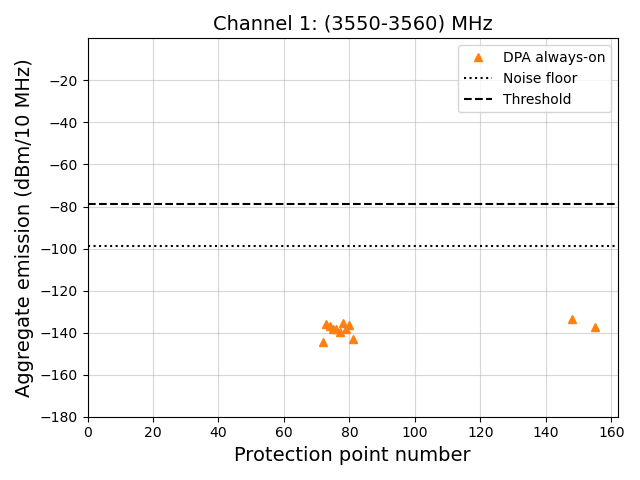 Channel 1: (3550-3560) MHz
DPA always-on
Noise floor
Threshold
Aggregate emission (dBm/10 MHz)
−20
−40
−60
−80
−100
−120
−140
−160
−180
0 20 40 60 80 100 120 140 160
Protection point number